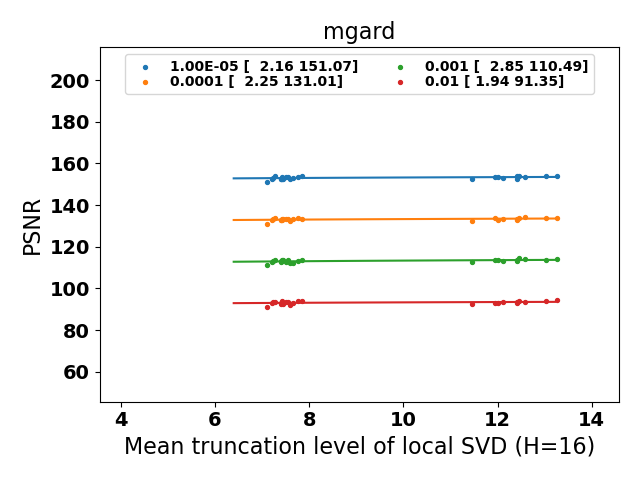 mgard
1.00E-05 [  2.16 151.07]
0.0001 [  2.25 131.01]
0.001 [  2.85 110.49]
0.01 [ 1.94 91.35]
PSNR
200
180
160
140
120
100
80
60
4 6 8 10 12 14
Mean truncation level of local SVD (H=16)